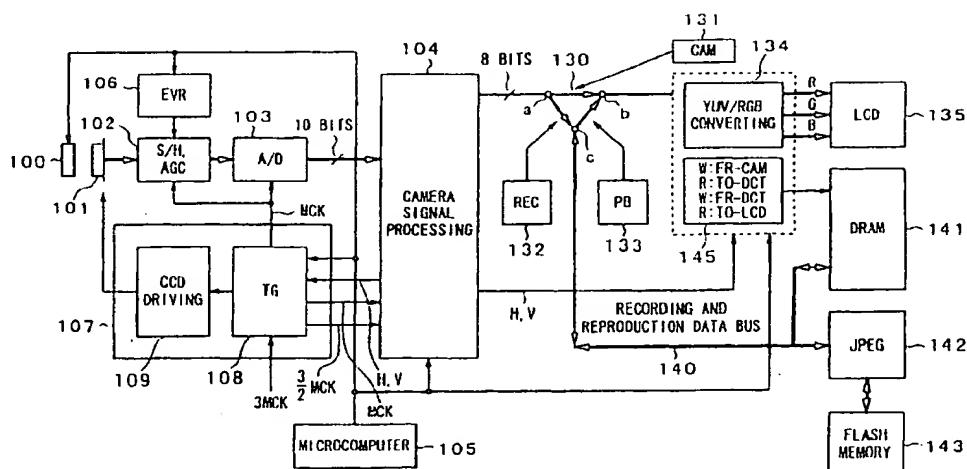 131
CAM
104
8 BITS
130
134
106
EVR
102
103
10 BITS
a
b
c
YUV/RGB
CONVERTING
R
G
B
LCD
135
100
S/H,
AGC
A/D
101
MCK
CAMERA
SIGNAL
PROCESSING
REC
132
PB
133
W:FR-CAM
R:TO-DCT
W:FR-DCT
R:TO-LCD
145
DRAM
141
CCD
DRIVING
TG
107
109
108
H,V
RECORDING AND
REPRODUCTION DATA BUS
140
JPEG
142
3MCK
3/2 MCK
MCK
H,V
MICROCOMPUTER
105
FLASH
MEMORY
143